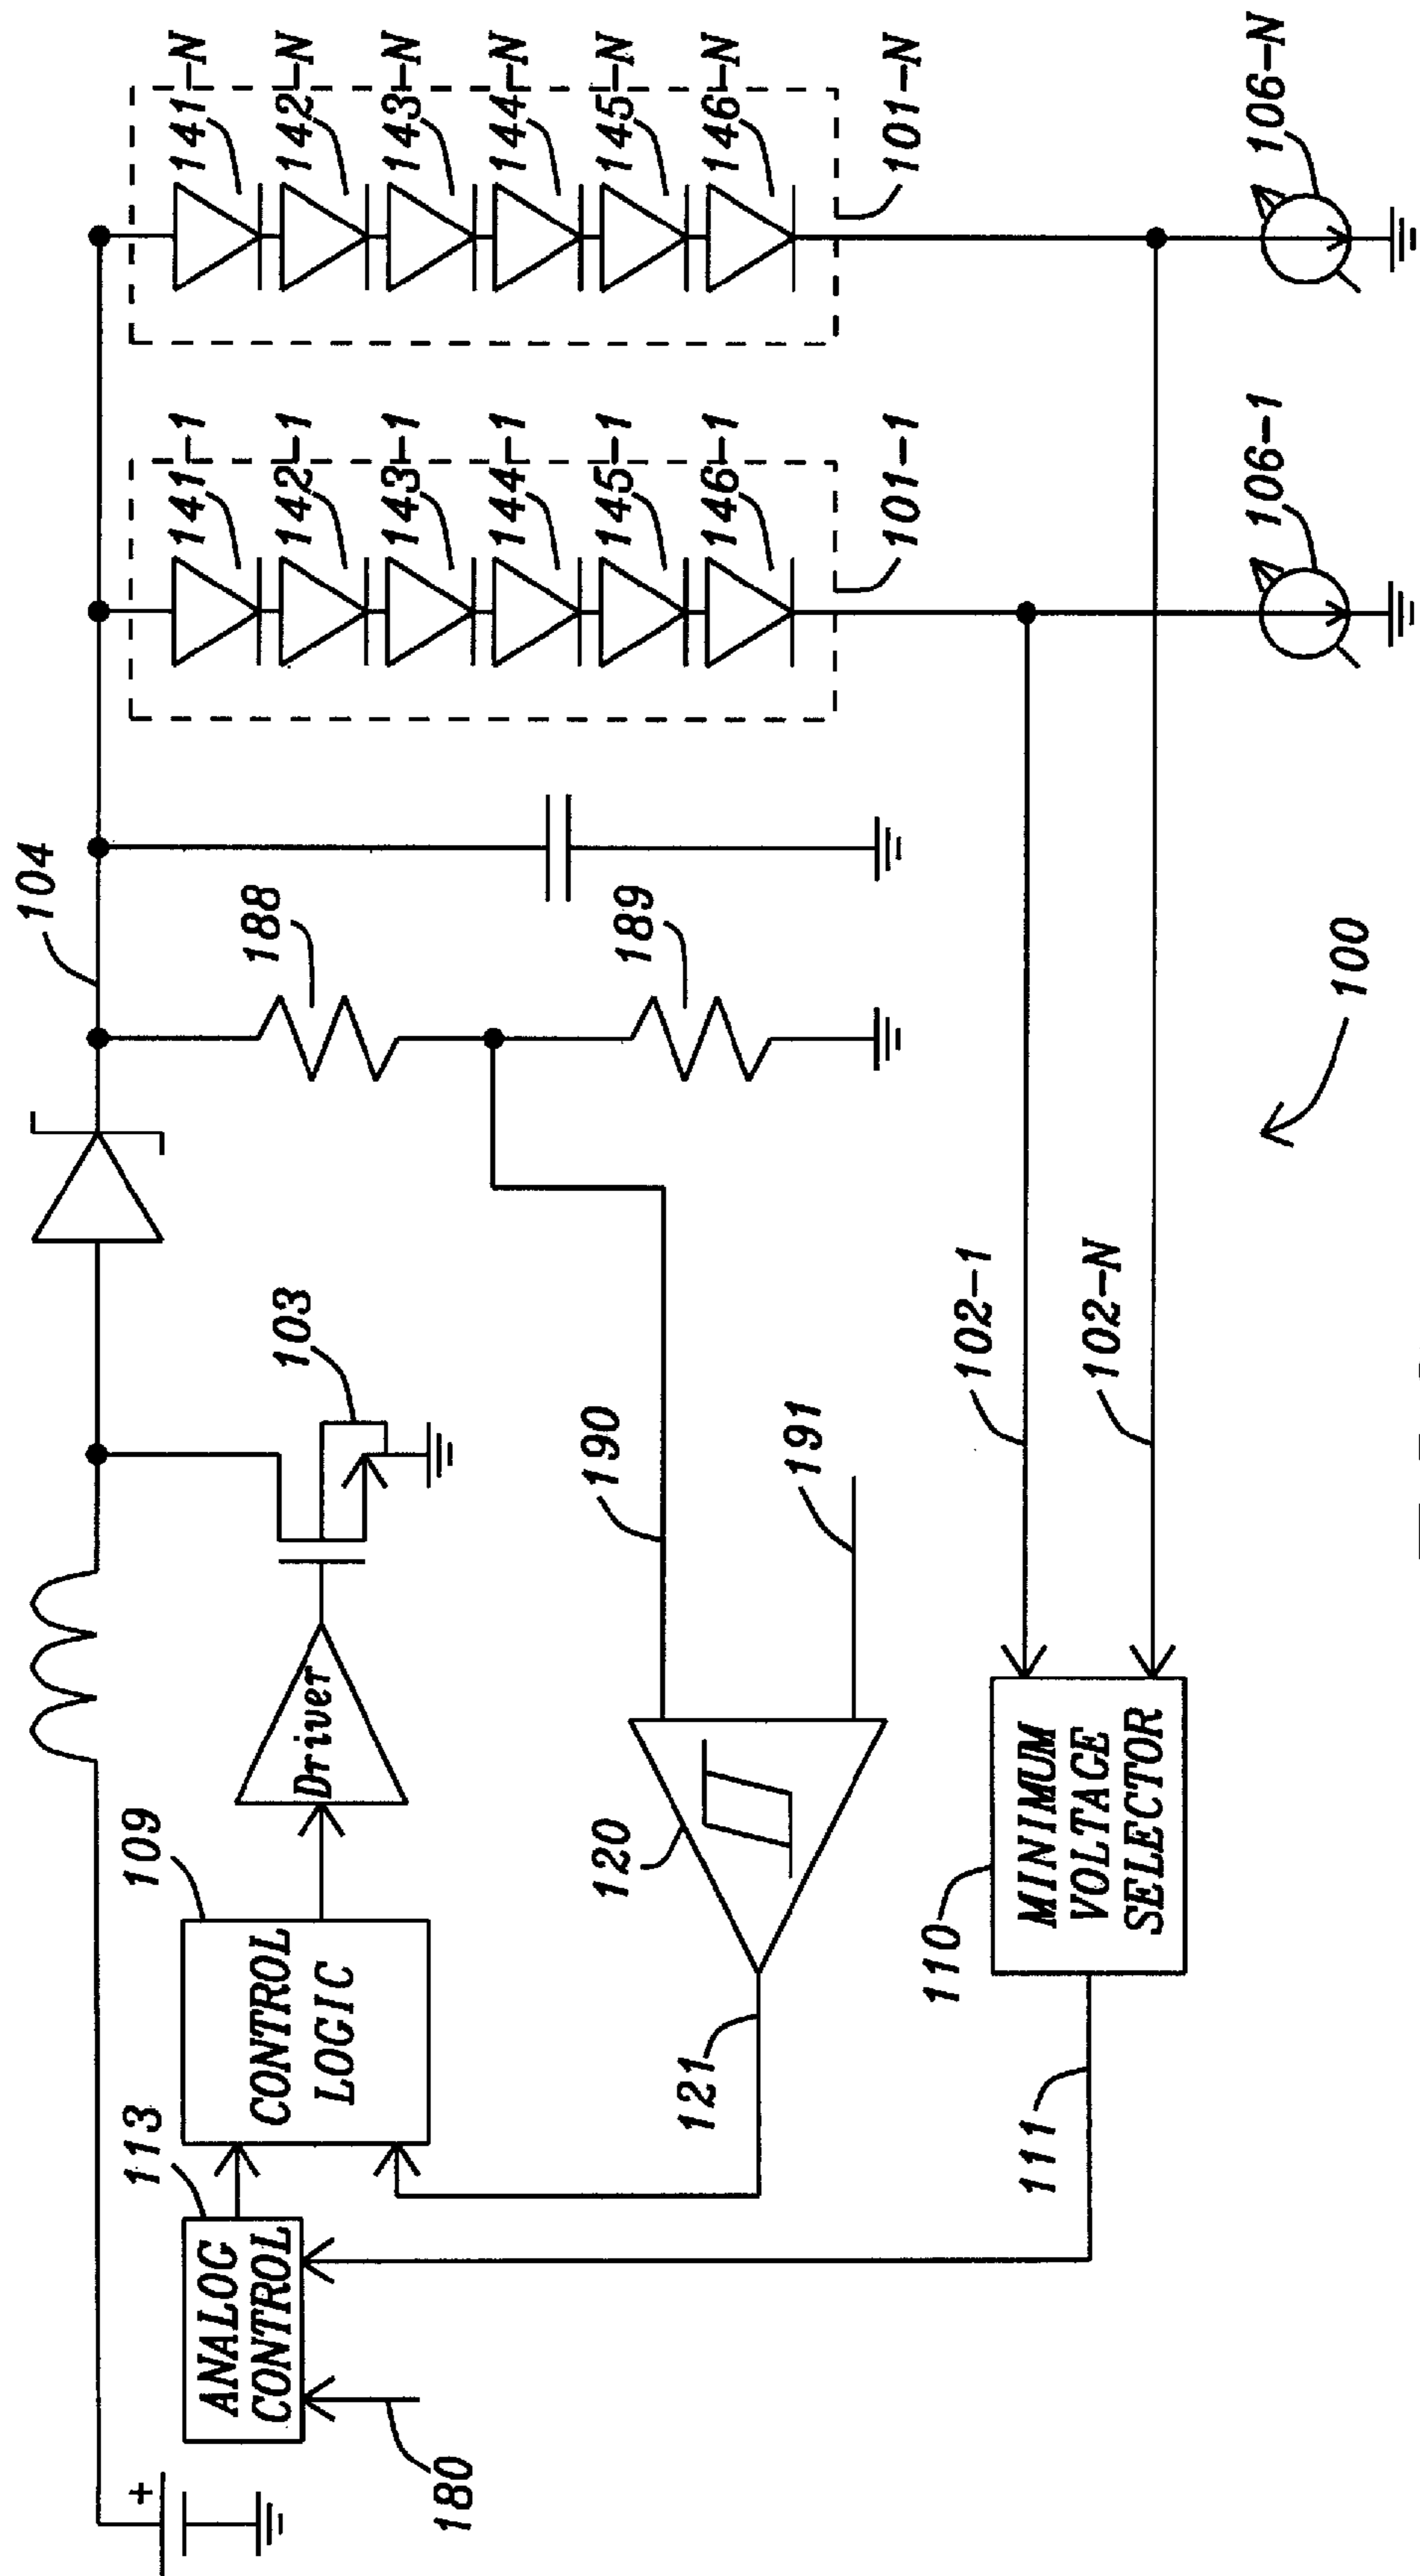 104
141-1
142-1
143-1
144-1
145-1
146-1
101-1
141-N
142-N
143-N
144-N
145-N
146-N
101-N
188
189
103
Driver
109
CONTROL
LOGIC
113
ANALOG
CONTROL
+
180
190
191
120
121
102-1
102-N
110
MINIMUM
VOLTAGE
SELECTOR
111
106-1
106-N
100